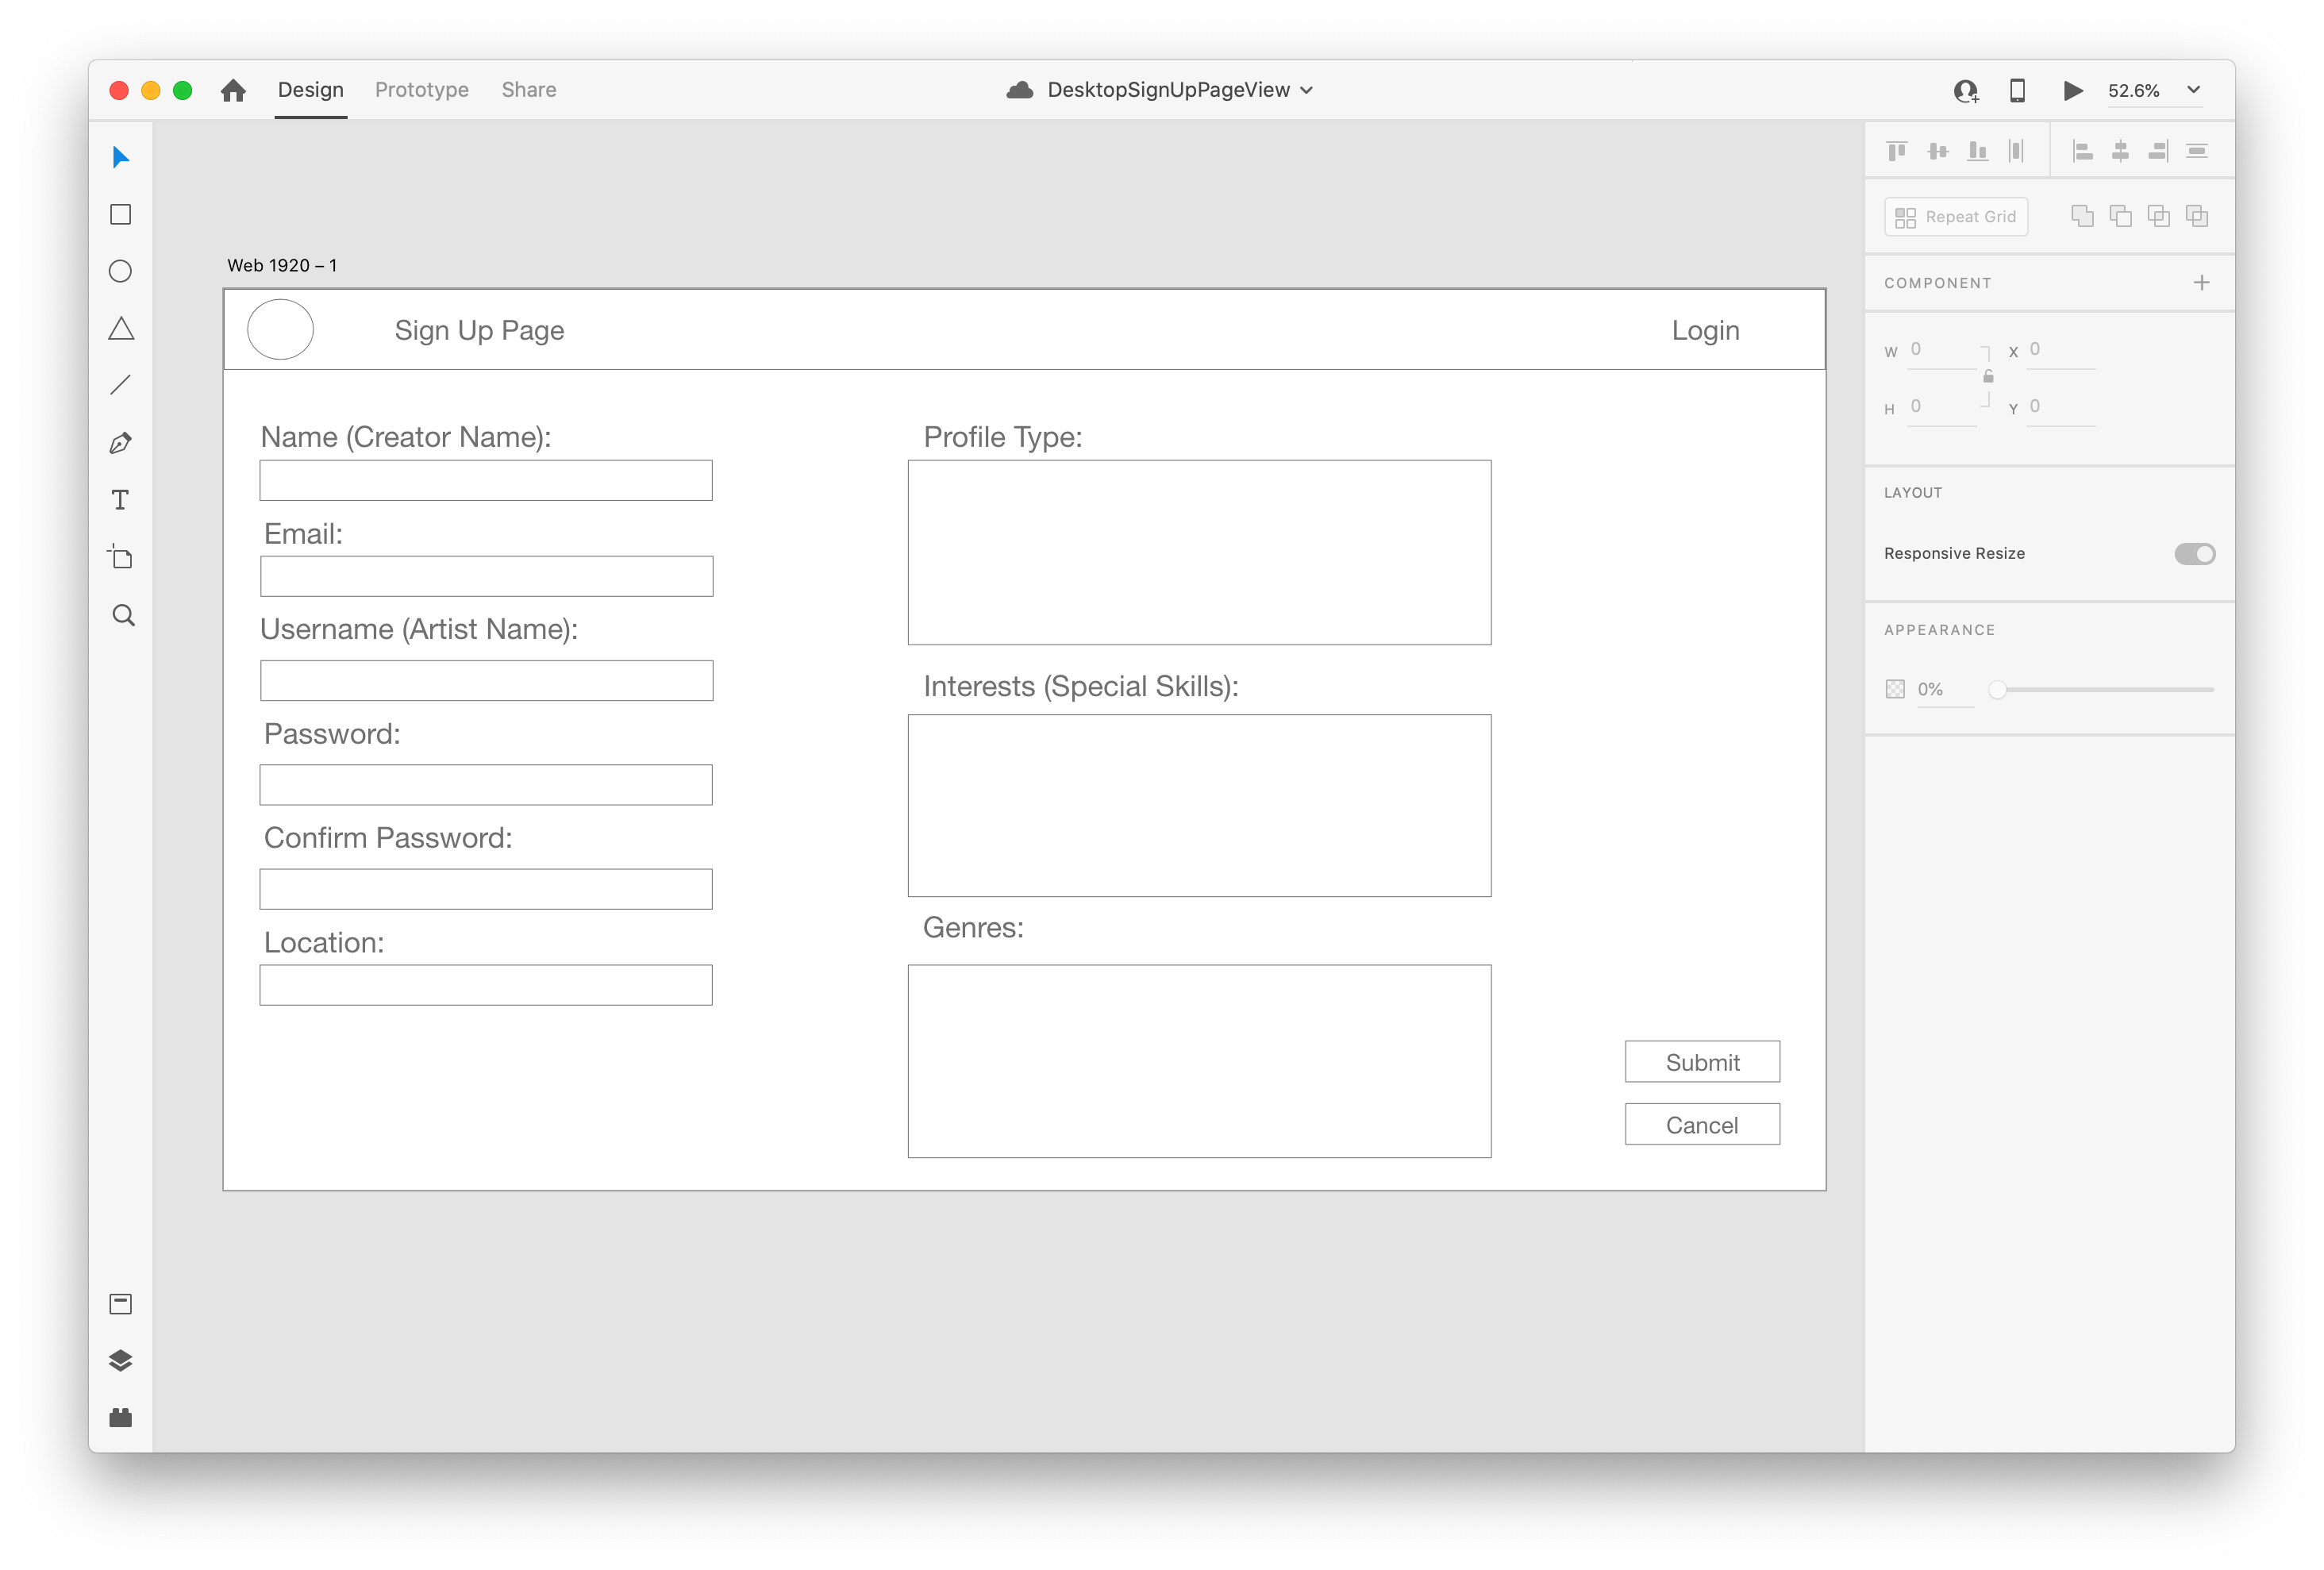 Design Prototype Share DesktopSignUpPageView 52.6%
Repeat Grid
COMPONENT
W 0 X 0
H 0 Y 0
LAYOUT
Responsive Resize
APPEARANCE
0%
Web 1920 – 1
Sign Up Page Login
Name (Creator Name):
Email:
Username (Artist Name):
Password:
Confirm Password:
Location:
Profile Type:
Interests (Special Skills):
Genres:
Submit
Cancel